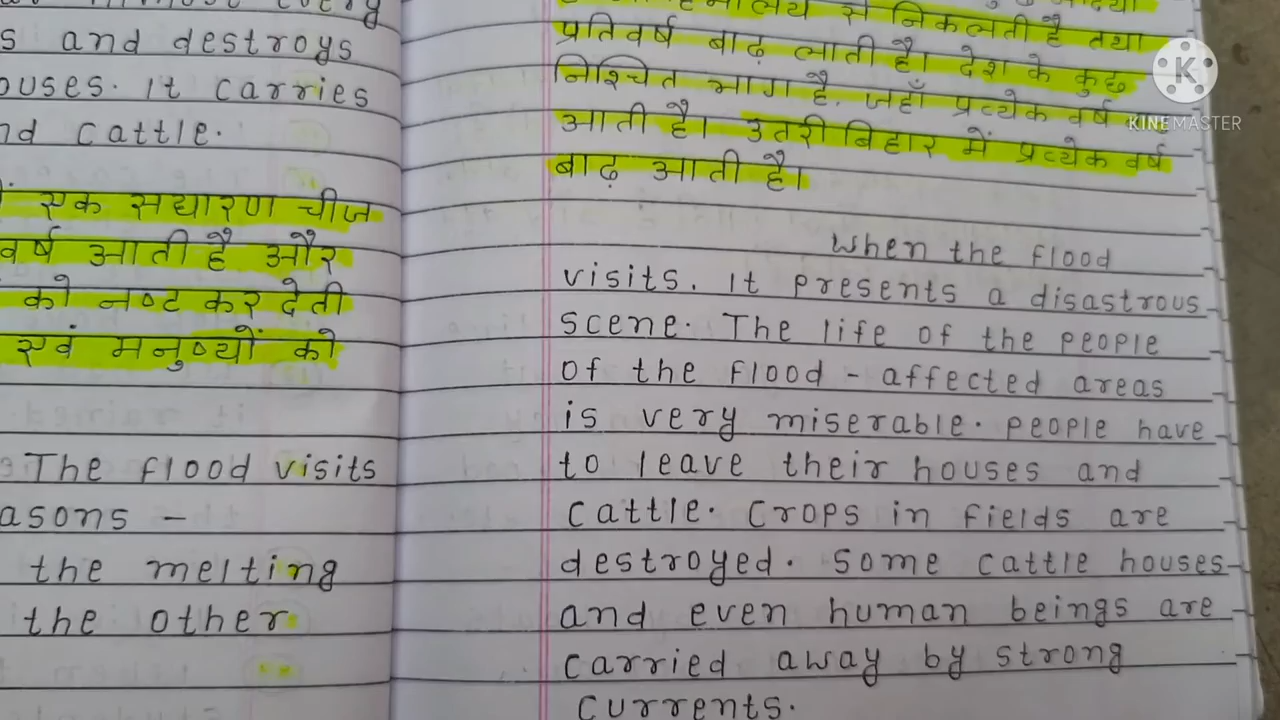 s and destroys
ouses. It carries
nd cattle.
एक सधारण चीज
वर्ष आती है और
को नष्ट कर देती
एवं मनुष्यों को
The flood visits
asons -
the melting
the other
से निकलती है तथा
प्रतिवर्ष बाढ़ लाती है। देश के कुछ
निश्चित भाग है. जहाँ प्रत्येक वर्ष
आती है। उतरी बिहार में प्रत्येक वर्ष
बाढ़ आती है।
When the flood
visits. It presents a disastrous
scene. The life of the people
of the flood - affected areas
is very miserable. people have
to leave their houses and
cattle. Crops in fields are
destroyed. Some cattle houses
and even human beings are
carried away by strong
currents.
K
KINEMASTER